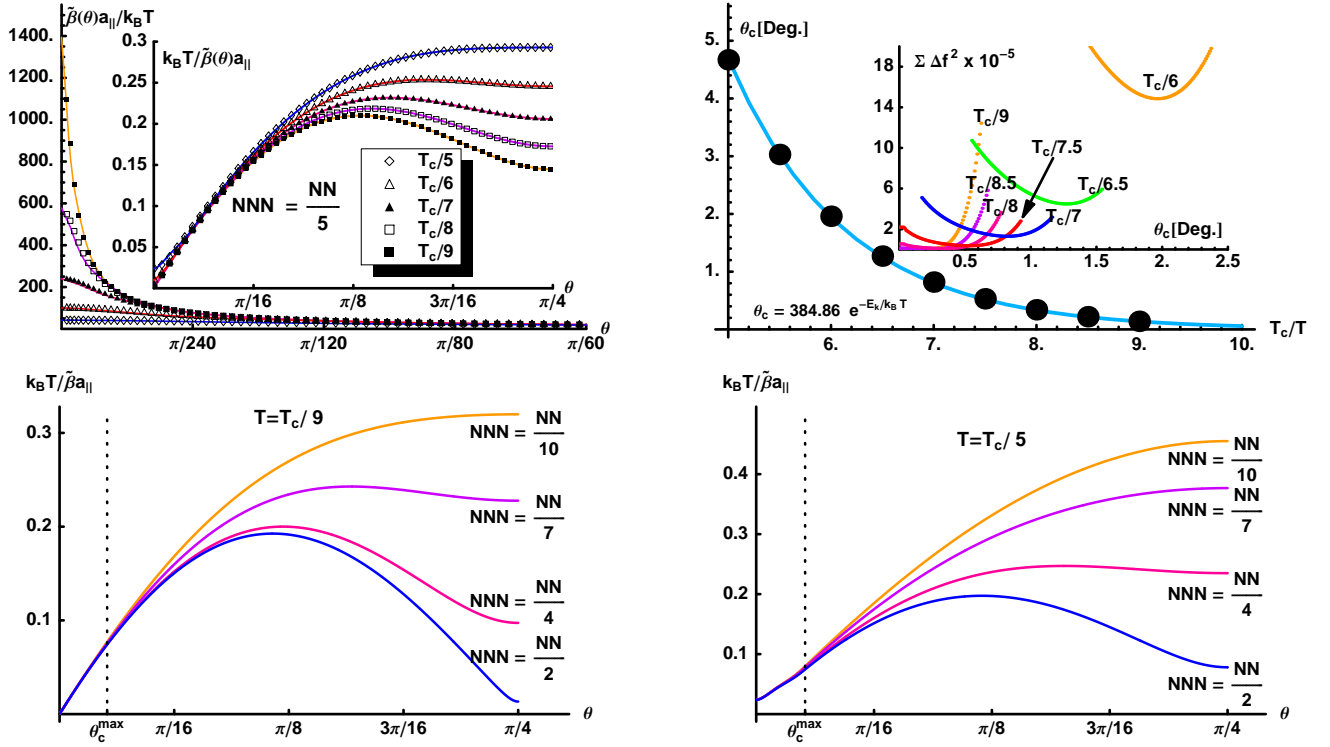 β̃(θ)a||/kBT
1400.
1200.
1000.
800.
600.
400.
200.
π/240
π/120
π/80
π/60
θ
0.3
0.25
0.2
0.15
0.1
0.05
kBT/β̃(θ)a||
NNN = NN/5
Tc/5
Tc/6
Tc/7
Tc/8
Tc/9
π/16
π/8
3π/16
π/4
θ
θc[Deg.]
5.
4.
3.
2.
1.
6.
7.
8.
9.
10.
Tc/T
θc = 384.86 e^−Ek/kBT
Σ Δf² x 10⁻⁵
18
14
10
6
2
Tc/6
Tc/9
Tc/7.5
Tc/8.5
Tc/6.5
Tc/8
Tc/7
θc[Deg.]
0.5
1.
1.5
2.
2.5
kBT/β̃a||
T=Tc/ 9
0.3
0.2
0.1
NNN = NN/10
NNN = NN/7
NNN = NN/4
NNN = NN/2
θc^max
π/16
π/8
3π/16
π/4
θ
kBT/β̃a||
T=Tc/ 5
0.4
0.3
0.2
0.1
NNN = NN/10
NNN = NN/7
NNN = NN/4
NNN = NN/2
θc^max
π/16
π/8
3π/16
π/4
θ